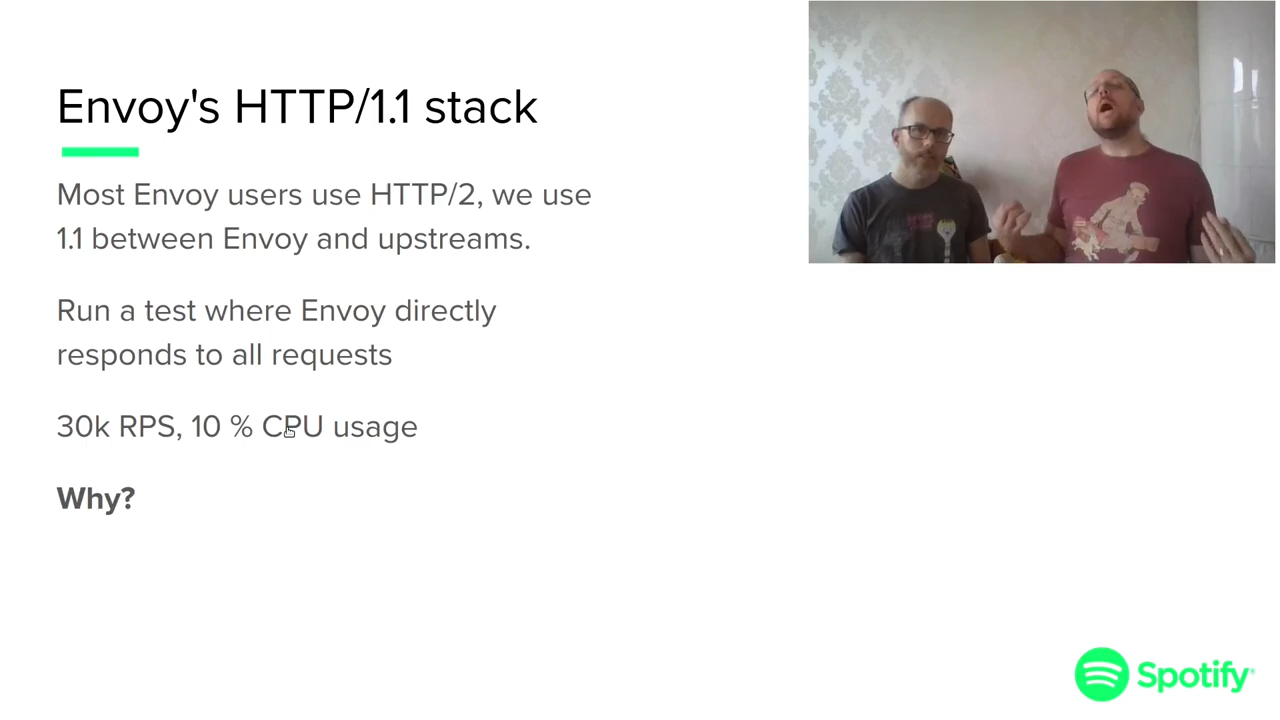 Envoy's HTTP/1.1 stack
Most Envoy users use HTTP/2, we use
1.1 between Envoy and upstreams.
Run a test where Envoy directly
responds to all requests
30k RPS, 10 % CPU usage
Why?
Spotify